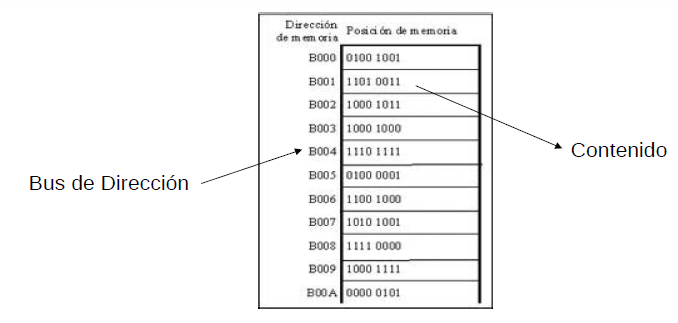 Dirección
de memoria
Posición de memoria
B000 0100 1001
B001 1101 0011
B002 1000 1011
B003 1000 1000
B004 1110 1111
B005 0100 0001
B006 1100 1000
B007 1010 1001
B008 1111 0000
B009 1000 1111
B00A 0000 0101
Contenido
Bus de Dirección